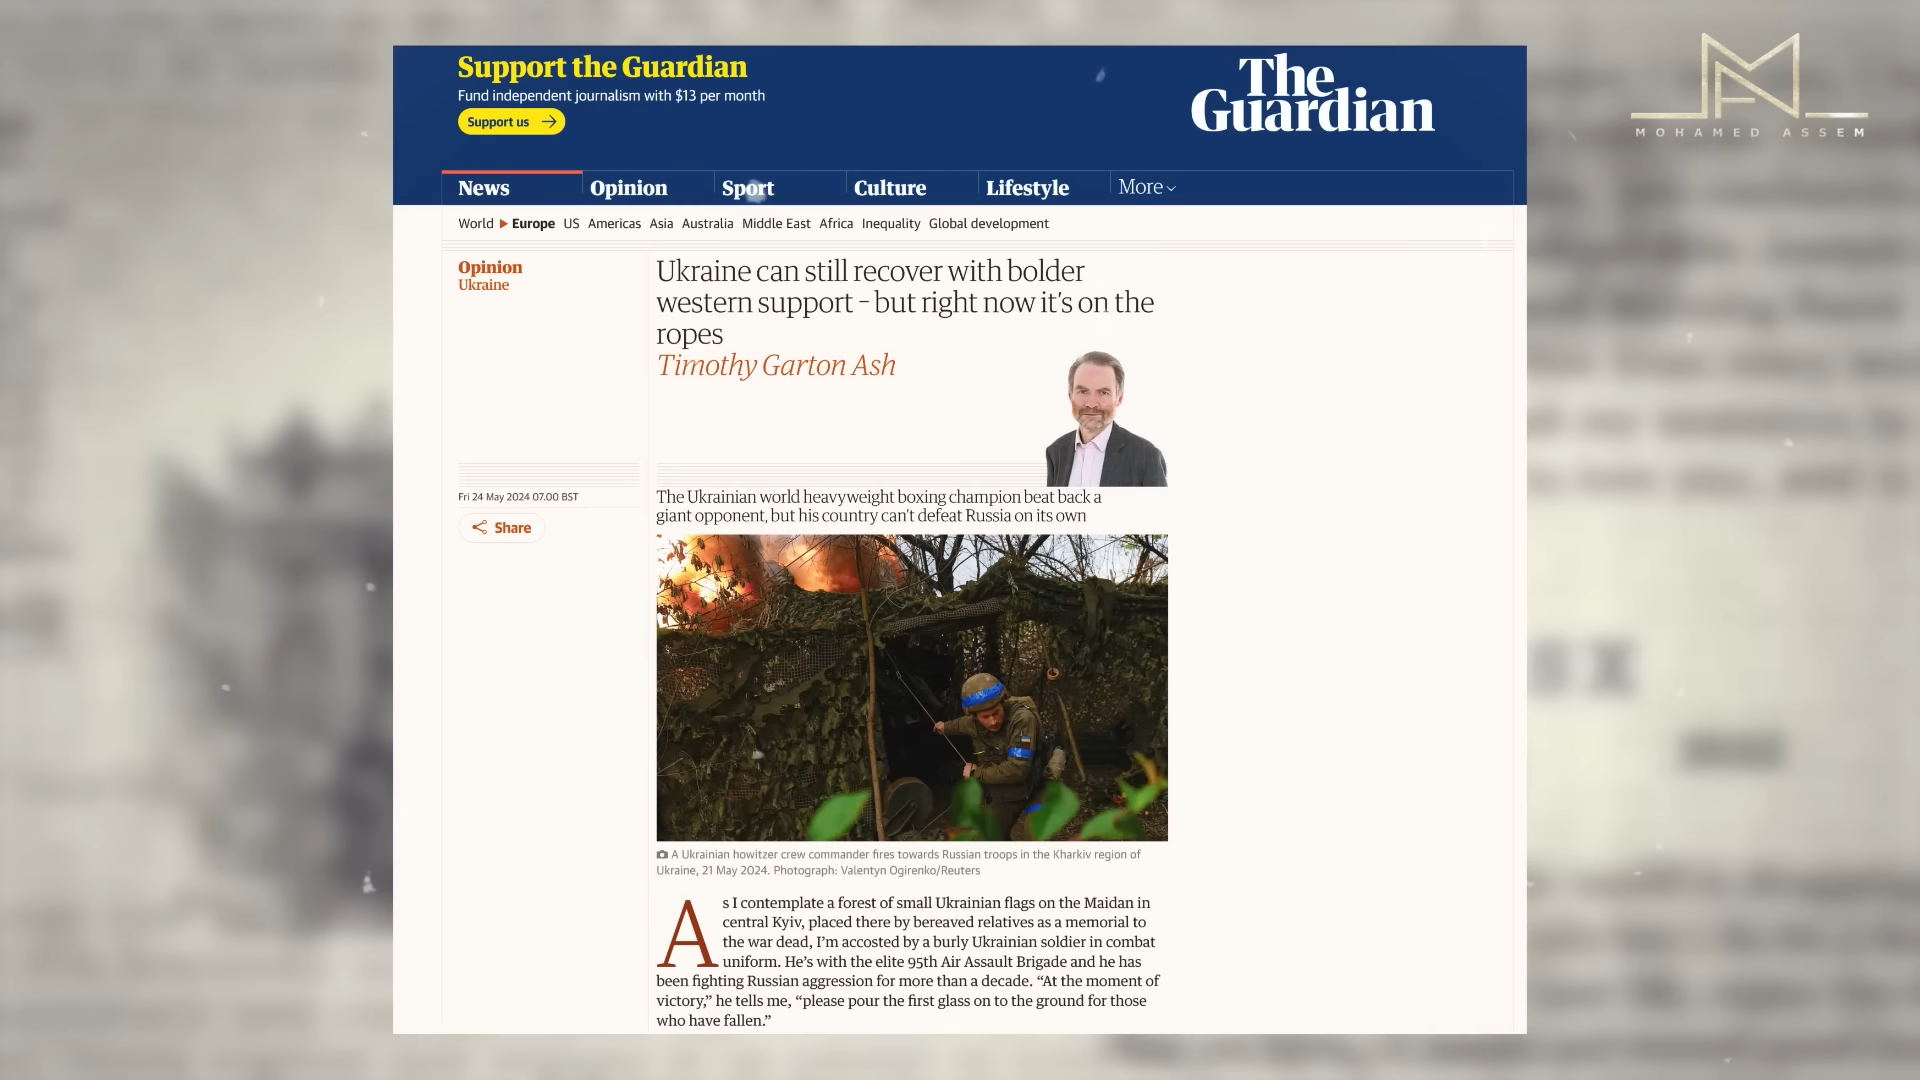 Support the Guardian
Fund independent journalism with $13 per month
Support us
The
Guardian
MOHAMED ASSEM
News
Opinion
Sport
Culture
Lifestyle
More
World
Europe
US
Americas
Asia
Australia
Middle East
Africa
Inequality
Global development
Opinion
Ukraine
Ukraine can still recover with bolder
western support – but right now it’s on the
ropes
Timothy Garton Ash
Fri 24 May 2024 07.00 BST
Share
The Ukrainian world heavyweight boxing champion beat back a
giant opponent, but his country can’t defeat Russia on its own
A Ukrainian howitzer crew commander fires towards Russian troops in the Kharkiv region of
Ukraine, 21 May 2024. Photograph: Valentyn Ogirenko/Reuters
As I contemplate a forest of small Ukrainian flags on the Maidan in
central Kyiv, placed there by bereaved relatives as a memorial to
the war dead, I’m accosted by a burly Ukrainian soldier in combat
uniform. He’s with the elite 95th Air Assault Brigade and he has
been fighting Russian aggression for more than a decade. “At the moment of
victory,” he tells me, “please pour the first glass on to the ground for those
who have fallen.”